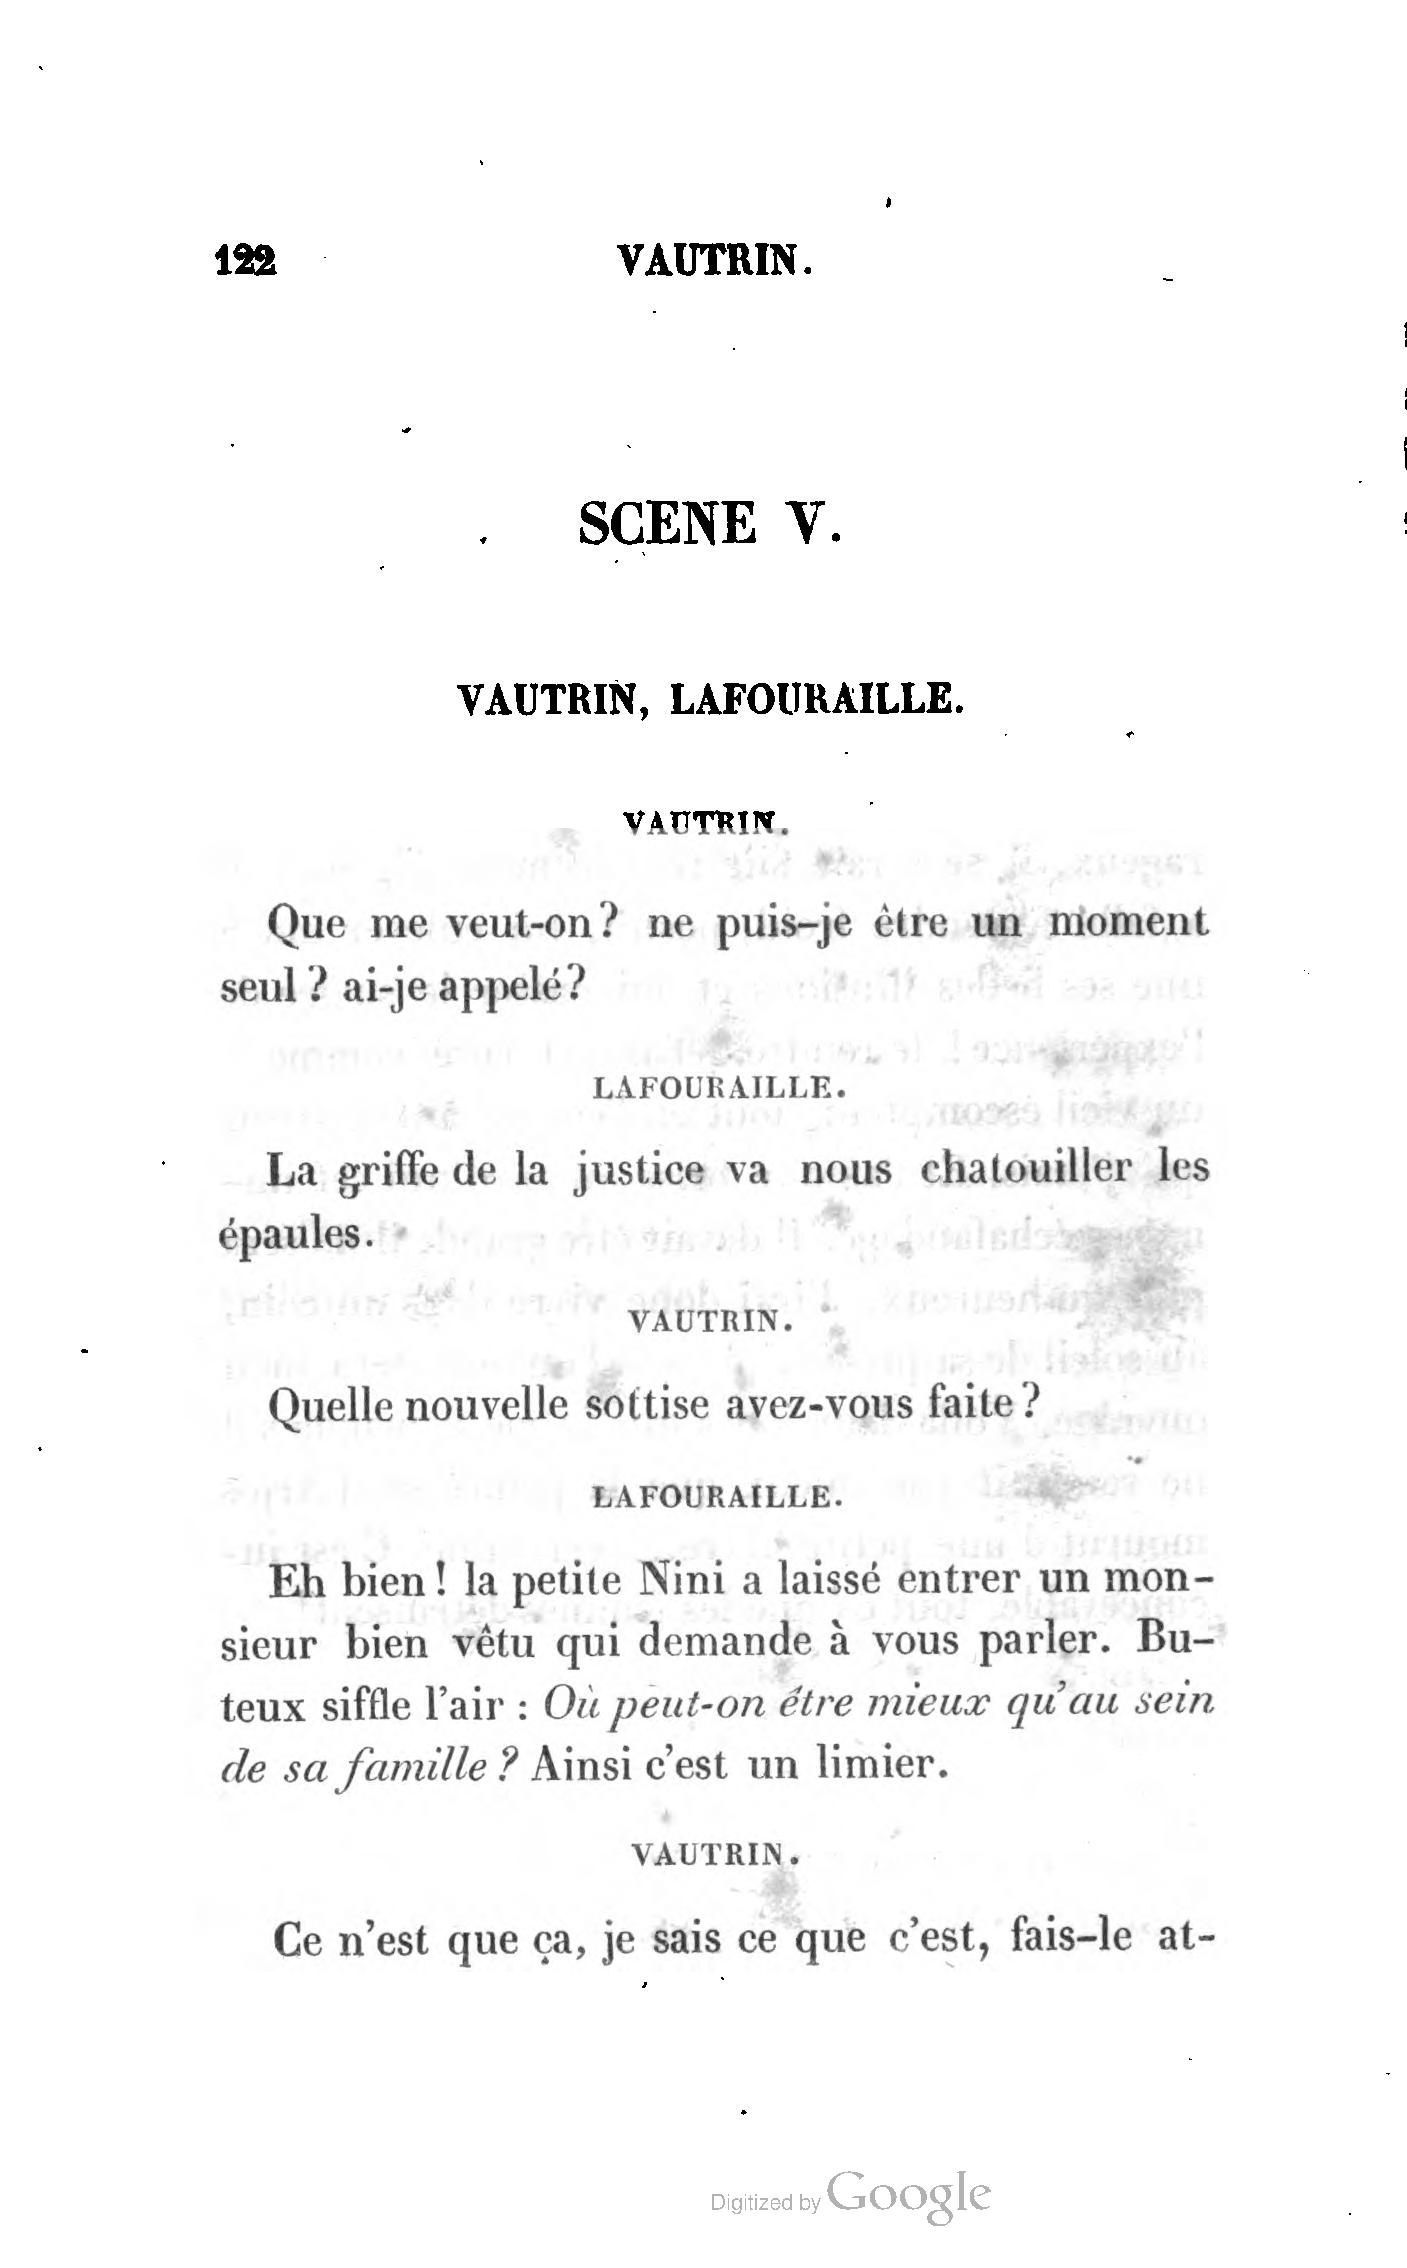 122 VAUTRIN.
SCENE V.
VAUTRIN, LAFOURAILLE.
VAUTRIN.
Que me veut-on? ne puis-je être un moment
seul? ai-je appelé?
LAFOURAILLE.
La griffe de la justice va nous chatouiller les
épaules.
VAUTRIN.
Quelle nouvelle sottise avez-vous faite?
LAFOURAILLE.
Eh bien! la petite Nini a laissé entrer un mon-
sieur bien vêtu qui demande à vous parler. Bu-
teux siffle l'air : Où peut-on être mieux qu'au sein
de sa famille? Ainsi c'est un limier.
VAUTRIN.
Ce n'est que ça, je sais ce que c'est, fais-le at-
Digitized by Google